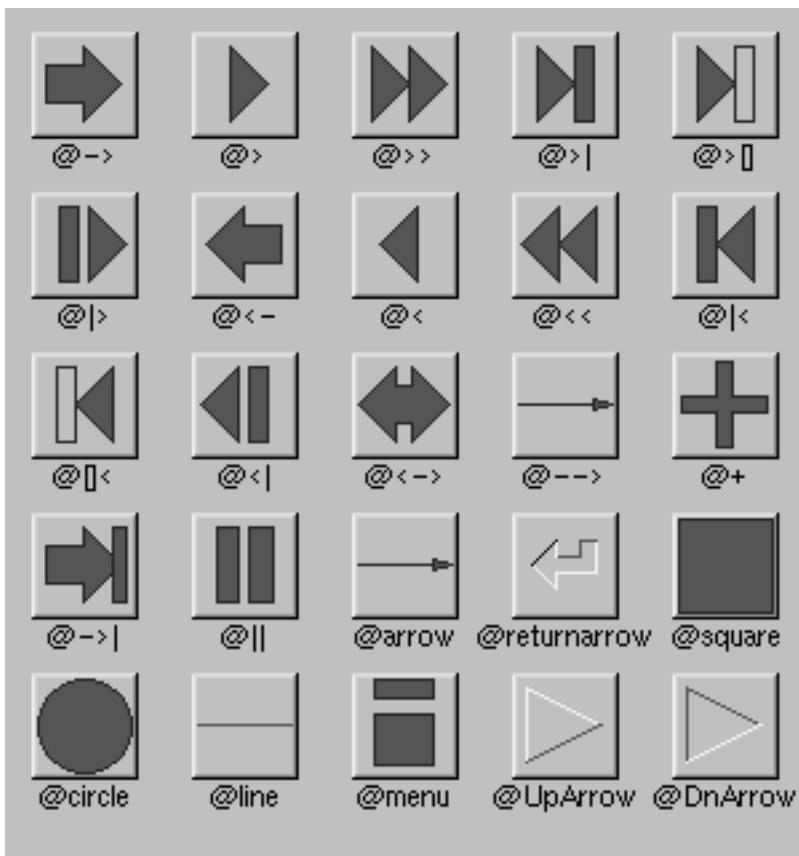 @-> @> @>> @>| @>[]
@|> @<- @< @<< @|<
@[]< @<| @<-> @--> @+
@->| @|| @arrow @returnarrow @square
@circle @line @menu @UpArrow @DnArrow